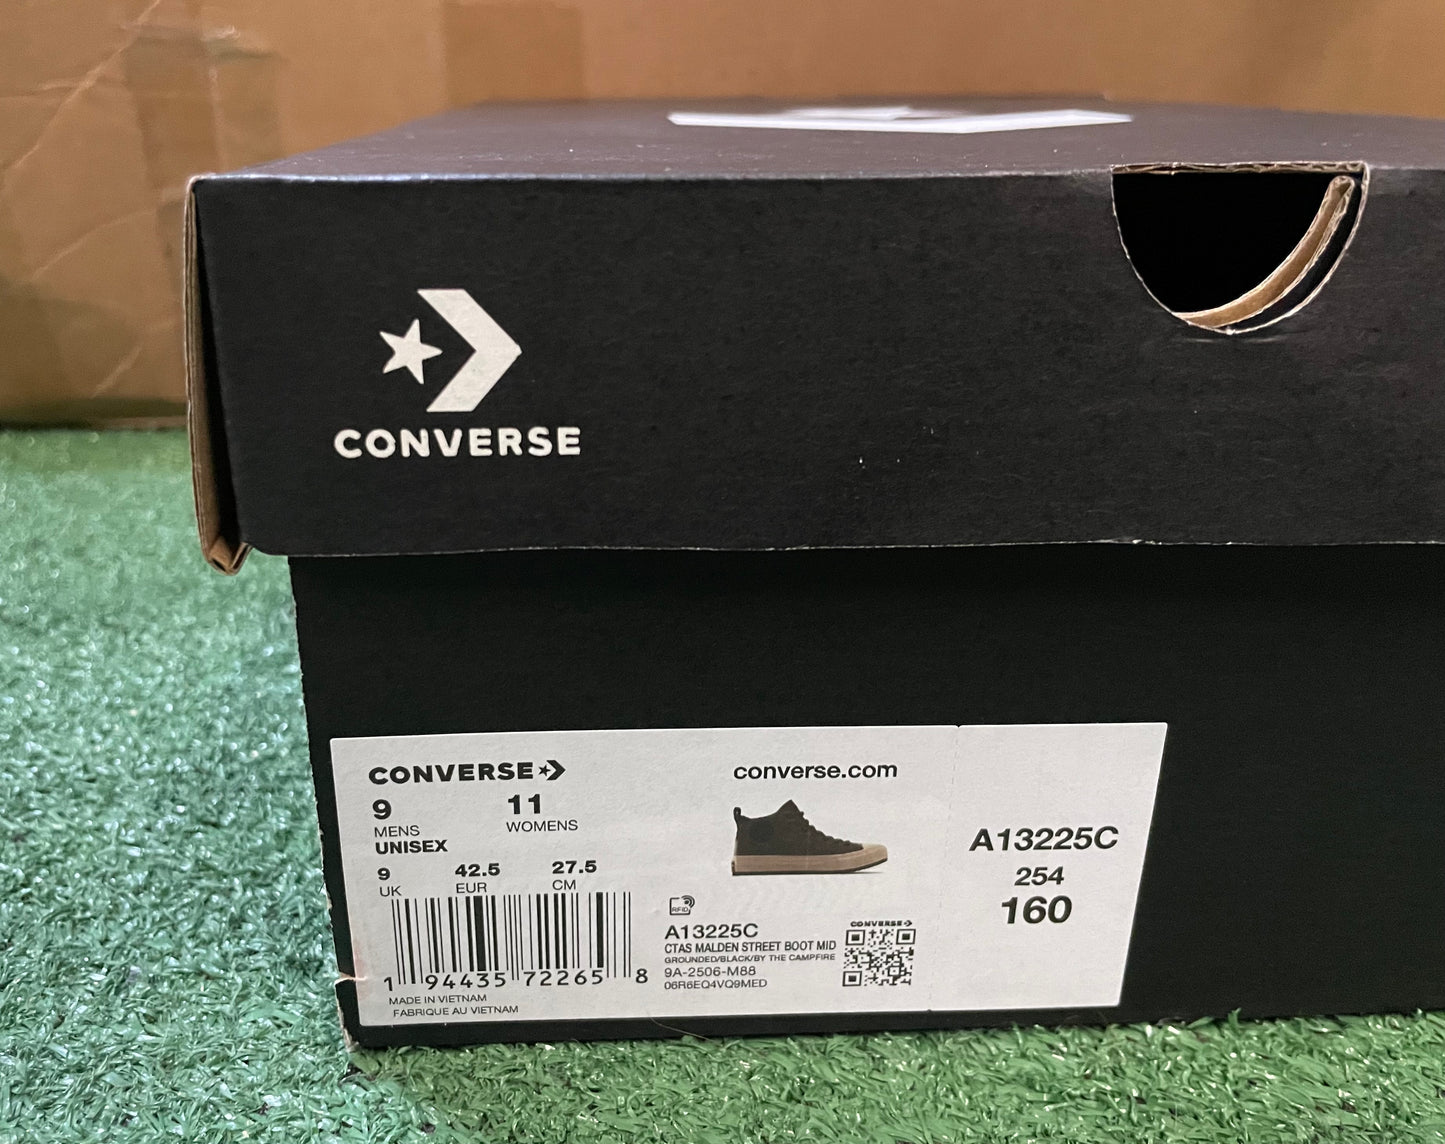 CONVERSE
CONVERSE
converse.com
9
11
MENS
WOMENS
UNISEX
9
42.5
27.5
UK
EUR
CM
1 94435 72265 8
MADE IN VIETNAM
FABRIQUE AU VIETNAM
RFID
A13225C
CTAS MALDEN STREET BOOT MID
GROUNDED/BLACK/BY THE CAMPFIRE
9A-2506-M88
06R6EQ4VQ9MED
CONVERSE
A13225C
254
160